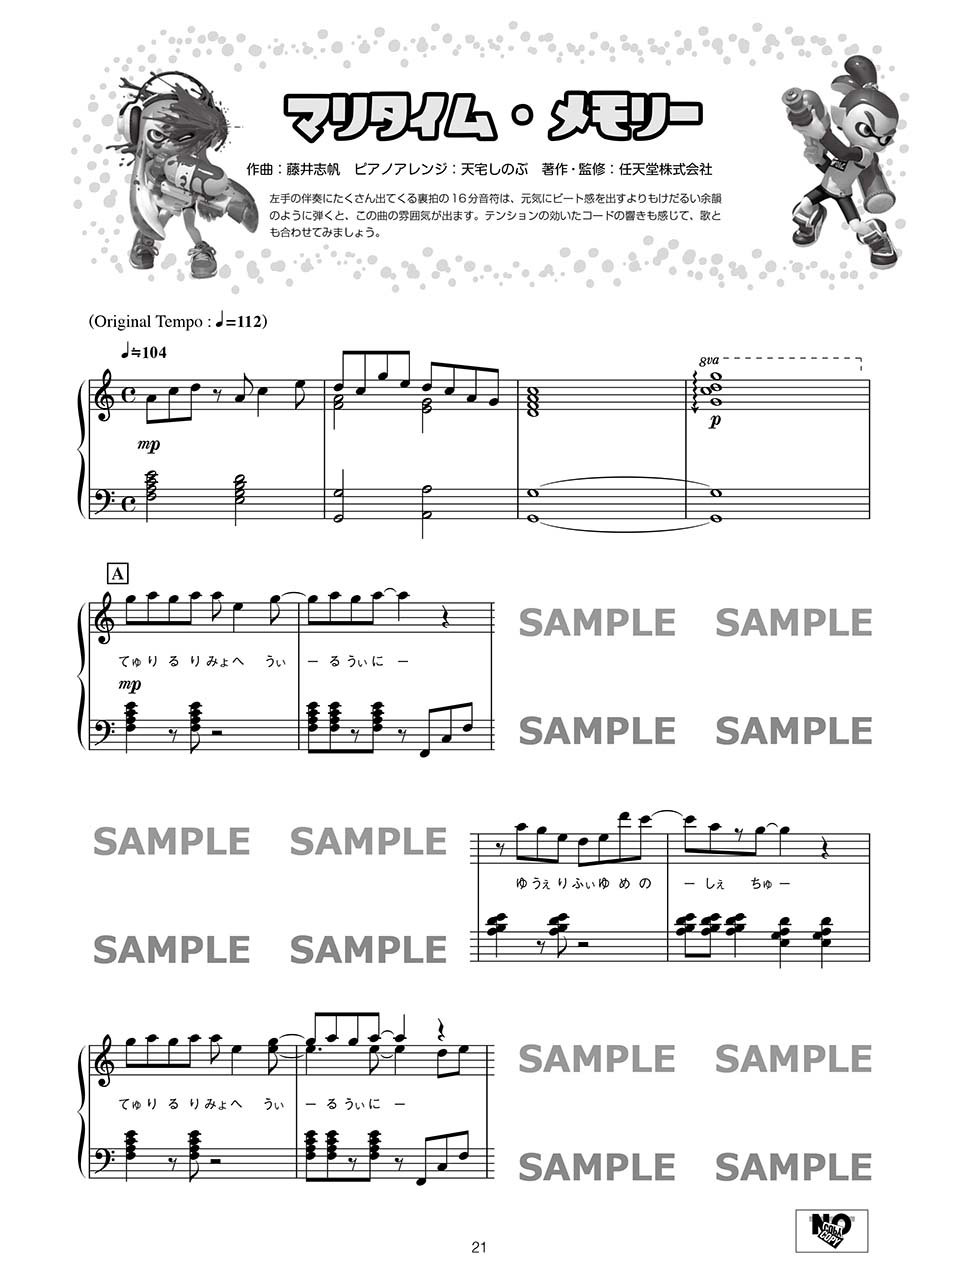 マリタイム・メモリー
作曲：藤井志帆　ピアノアレンジ：天宅しのぶ　著作・監修：任天堂株式会社
左手の伴奏にたくさん出てくる裏拍の１６分音符は、元気にビート感を出すよりもけだるい余韻
のように弾くと、この曲の雰囲気が出ます。テンションの効いたコードの響きも感じて、歌と
も合わせてみましょう。
(Original Tempo : ♩=112)
♩≒104
8va
mp
p
A
SAMPLE SAMPLE
てゅ り る り みょ へ うぃ ー る うぃ に ー
mp
SAMPLE SAMPLE
SAMPLE SAMPLE
ゆ うぇ り ふぃ ゆ め の ー しぇ ちゅ ー
SAMPLE SAMPLE
SAMPLE SAMPLE
てゅ り る り みょ へ うぃ ー る うぃ に ー
SAMPLE SAMPLE
NO
COPY
21